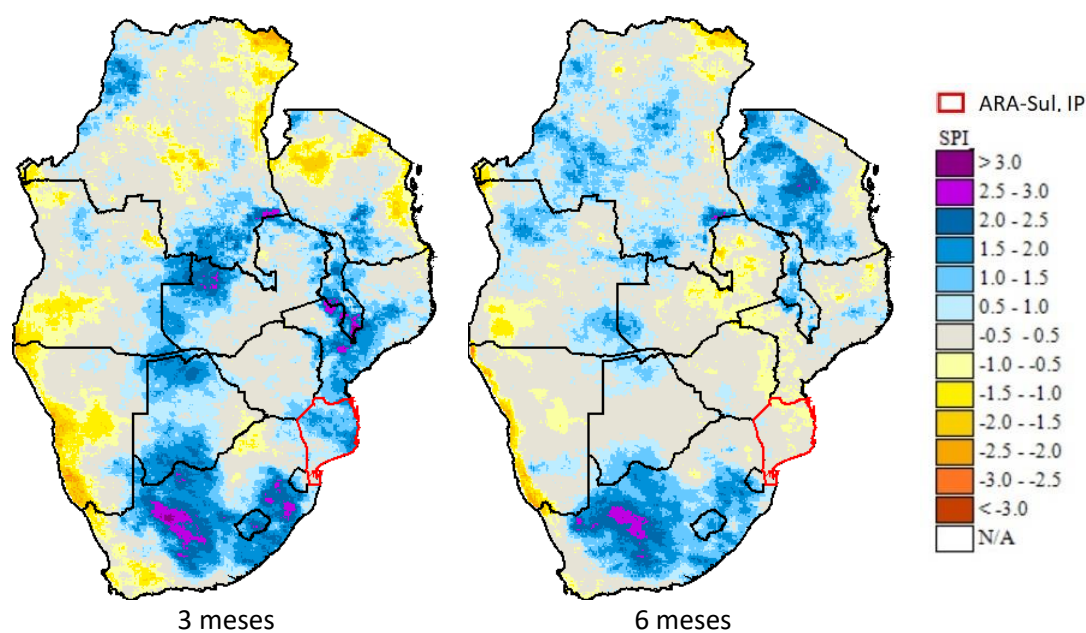 ARA-Sul, IP
SPI
> 3.0
2.5 - 3.0
2.0 - 2.5
1.5 - 2.0
1.0 - 1.5
0.5 - 1.0
-0.5 - 0.5
-1.0 - -0.5
-1.5 - -1.0
-2.0 - -1.5
-2.5 - -2.0
-3.0 - -2.5
< -3.0
N/A
3 meses
6 meses